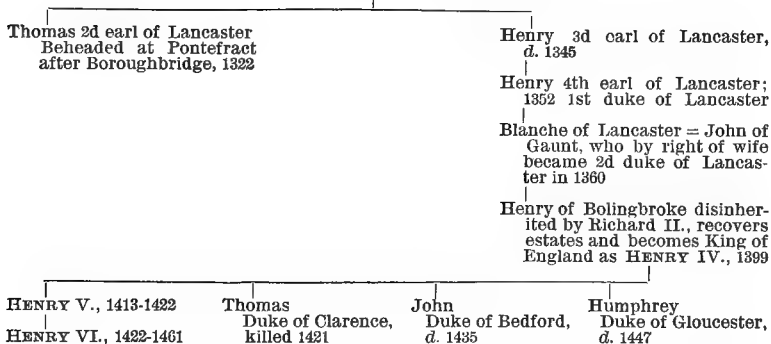 Thomas 2d earl of Lancaster
Beheaded at Pontefract
after Boroughbridge, 1322
Henry 3d earl of Lancaster,
d. 1345
Henry 4th earl of Lancaster;
1352 1st duke of Lancaster
Blanche of Lancaster = John of
Gaunt, who by right of wife
became 2d duke of Lancas-
ter in 1360
Henry of Bolingbroke disinher-
ited by Richard II., recovers
estates and becomes King of
England as HENRY IV., 1399
HENRY V., 1413-1422
HENRY VI., 1422-1461
Thomas
Duke of Clarence,
killed 1421
John
Duke of Bedford,
d. 1435
Humphrey
Duke of Gloucester,
d. 1447